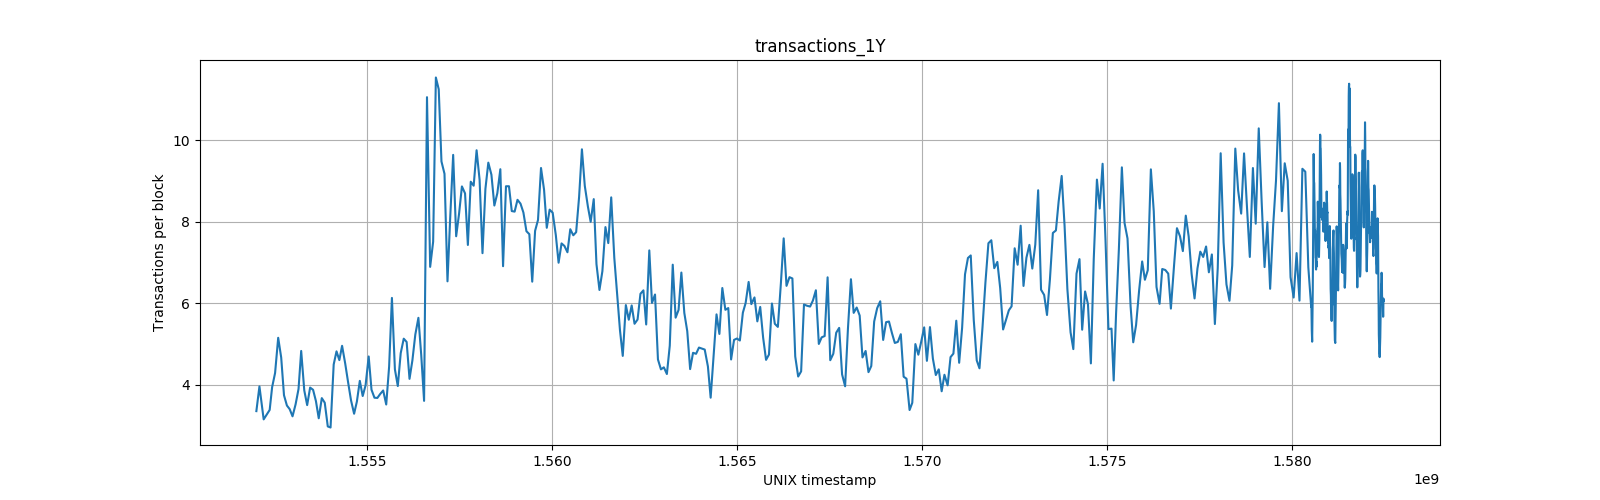 transactions_1Y
Transactions per block
10
8
6
4
1.555 1.560 1.565 1.570 1.575 1.580
1e9
UNIX timestamp